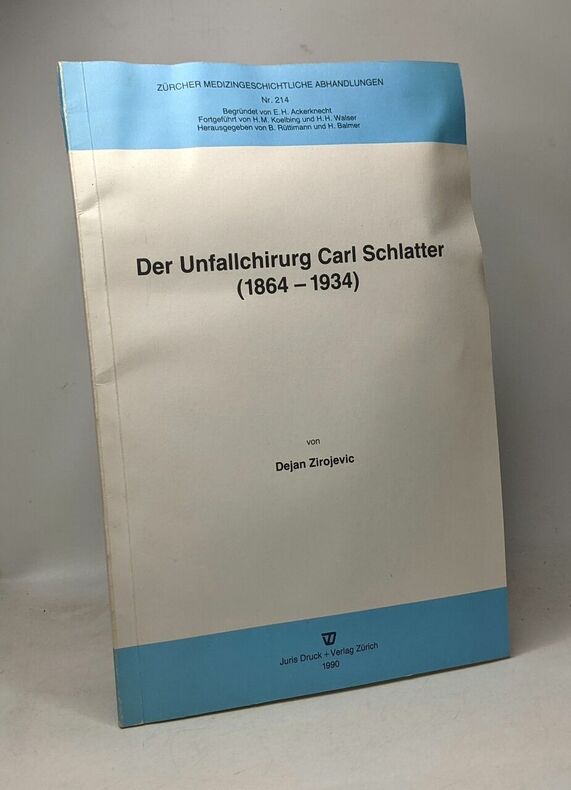 ZÜRCHER MEDIZINGESCHICHTLICHE ABHANDLUNGEN
Nr. 214
Begründet von E. H. Ackerknecht
Fortgeführt von H. M. Koelbing und H. H. Walser
Herausgegeben von B. Rüttimann und H. Balmer
Der Unfallchirurg Carl Schlatter
(1864 – 1934)
von
Dejan Zirojevic
Juris Druck + Verlag Zürich
1990